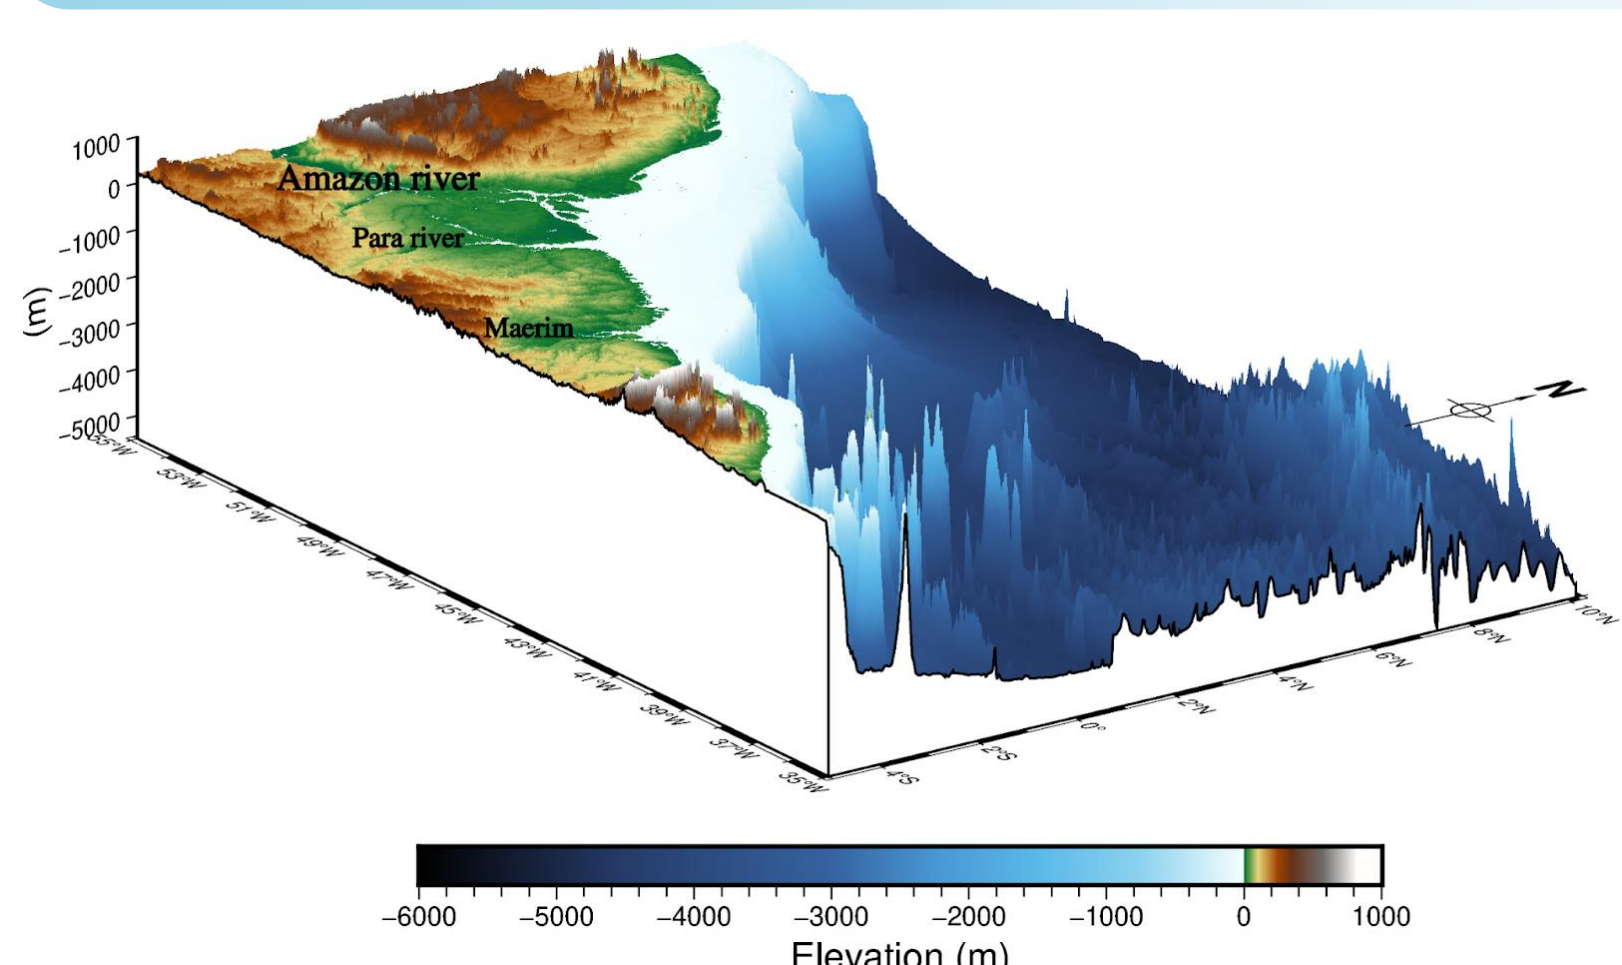 1000
0
−1000
−2000
−3000
−4000
−5000
(m)
Amazon river
Para river
Maerim
N
55°W
53°W
51°W
49°W
47°W
45°W
43°W
41°W
39°W
37°W
35°W
4°S
2°S
0°
2°N
4°N
6°N
8°N
10°N
−6000 −5000 −4000 −3000 −2000 −1000 0 1000
Elevation (m)